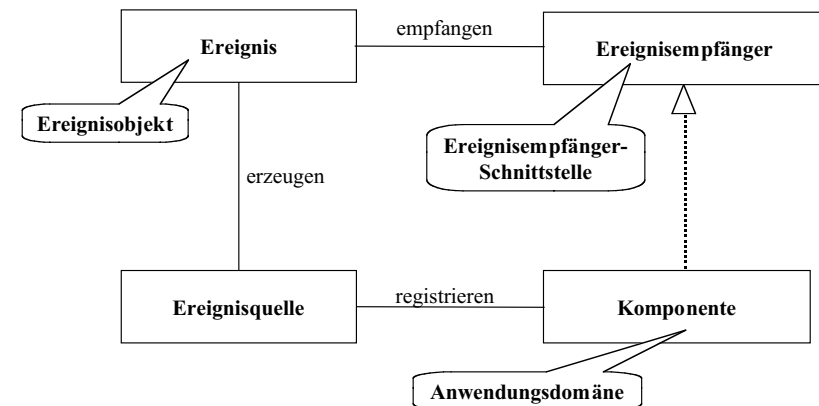 Ereignis
empfangen
Ereignisempfänger
Ereignisobjekt
Ereignisempfänger-
Schnittstelle
erzeugen
Ereignisquelle
registrieren
Komponente
Anwendungsdomäne